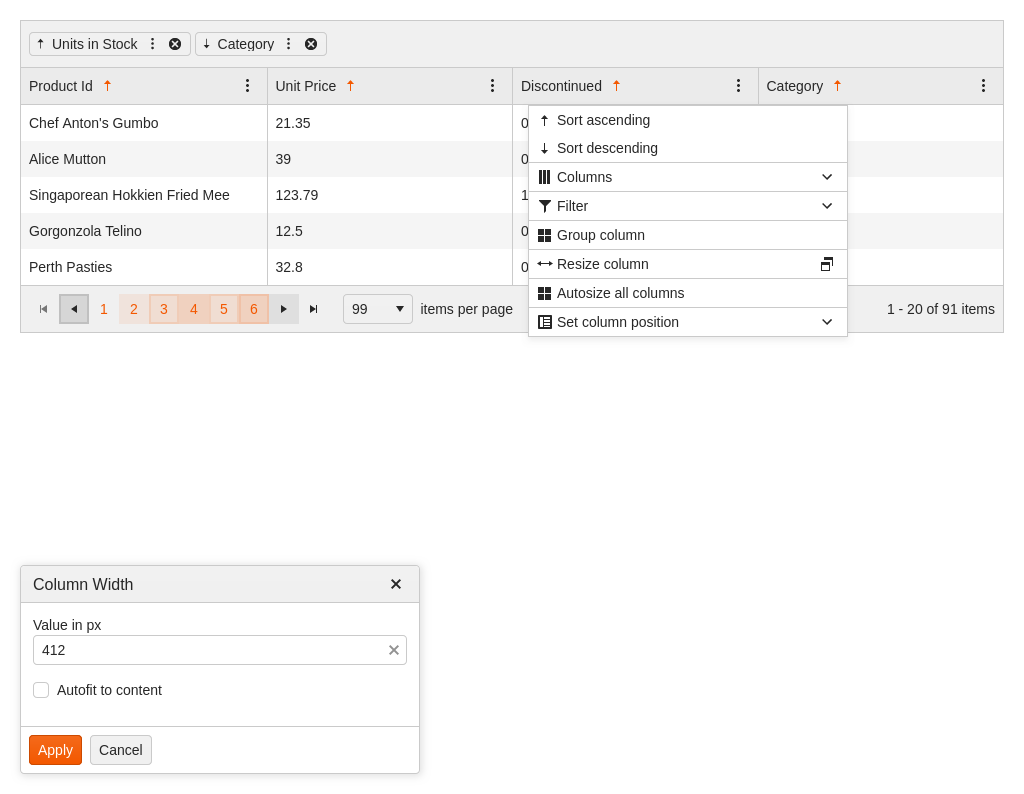 Units in Stock Category
Product Id Unit Price Discontinued Category
Chef Anton's Gumbo 21.35 0
Sort ascending
Sort descending
Alice Mutton 39 0
Columns
Singaporean Hokkien Fried Mee 123.79 1
Filter
Gorgonzola Telino 12.5 0
Group column
Perth Pasties 32.8 0
Resize column
Autosize all columns
1 2 3 4 5 6 99 items per page 1 - 20 of 91 items
Set column position
Column Width
Value in px
412
Autofit to content
Apply Cancel